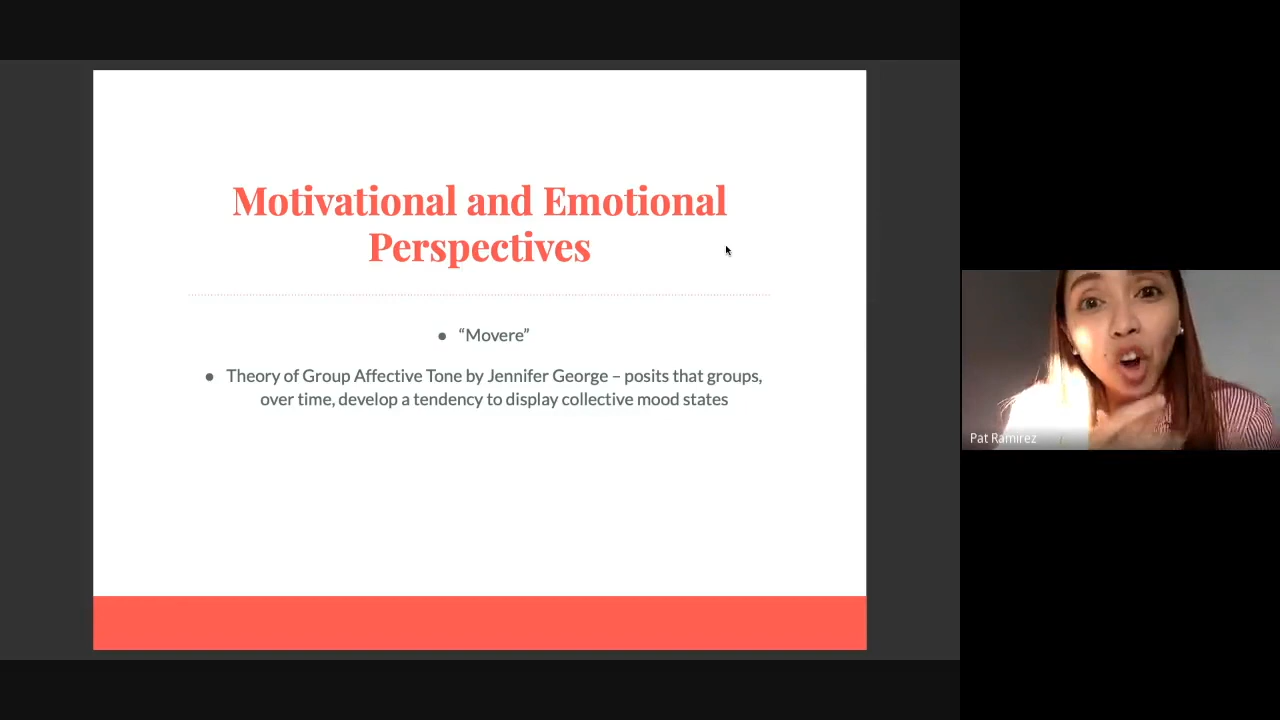 Motivational and Emotional
Perspectives
● “Movere”
● Theory of Group Affective Tone by Jennifer George – posits that groups,
over time, develop a tendency to display collective mood states
Pat Ramirez